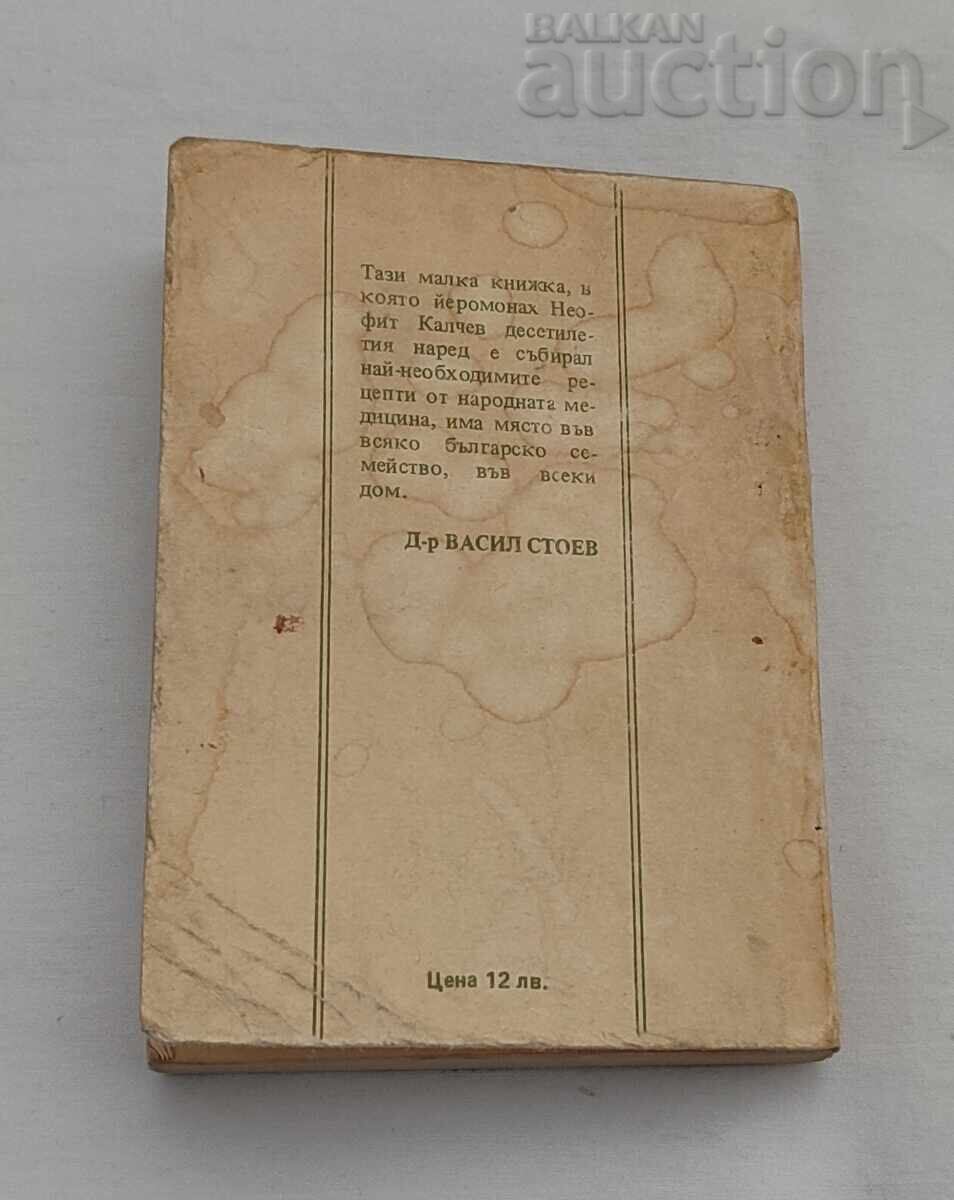 BALKAN
auction
Тази малка книжка, в
която йеромонах Нео-
фит Калчев десетиле-
тия наред е събирал
най-необходимите ре-
цепти от народната ме-
дицина, има място във
всяко българско се-
мейство, във всеки
дом.
Д-р ВАСИЛ СТОЕВ
Цена 12 лв.